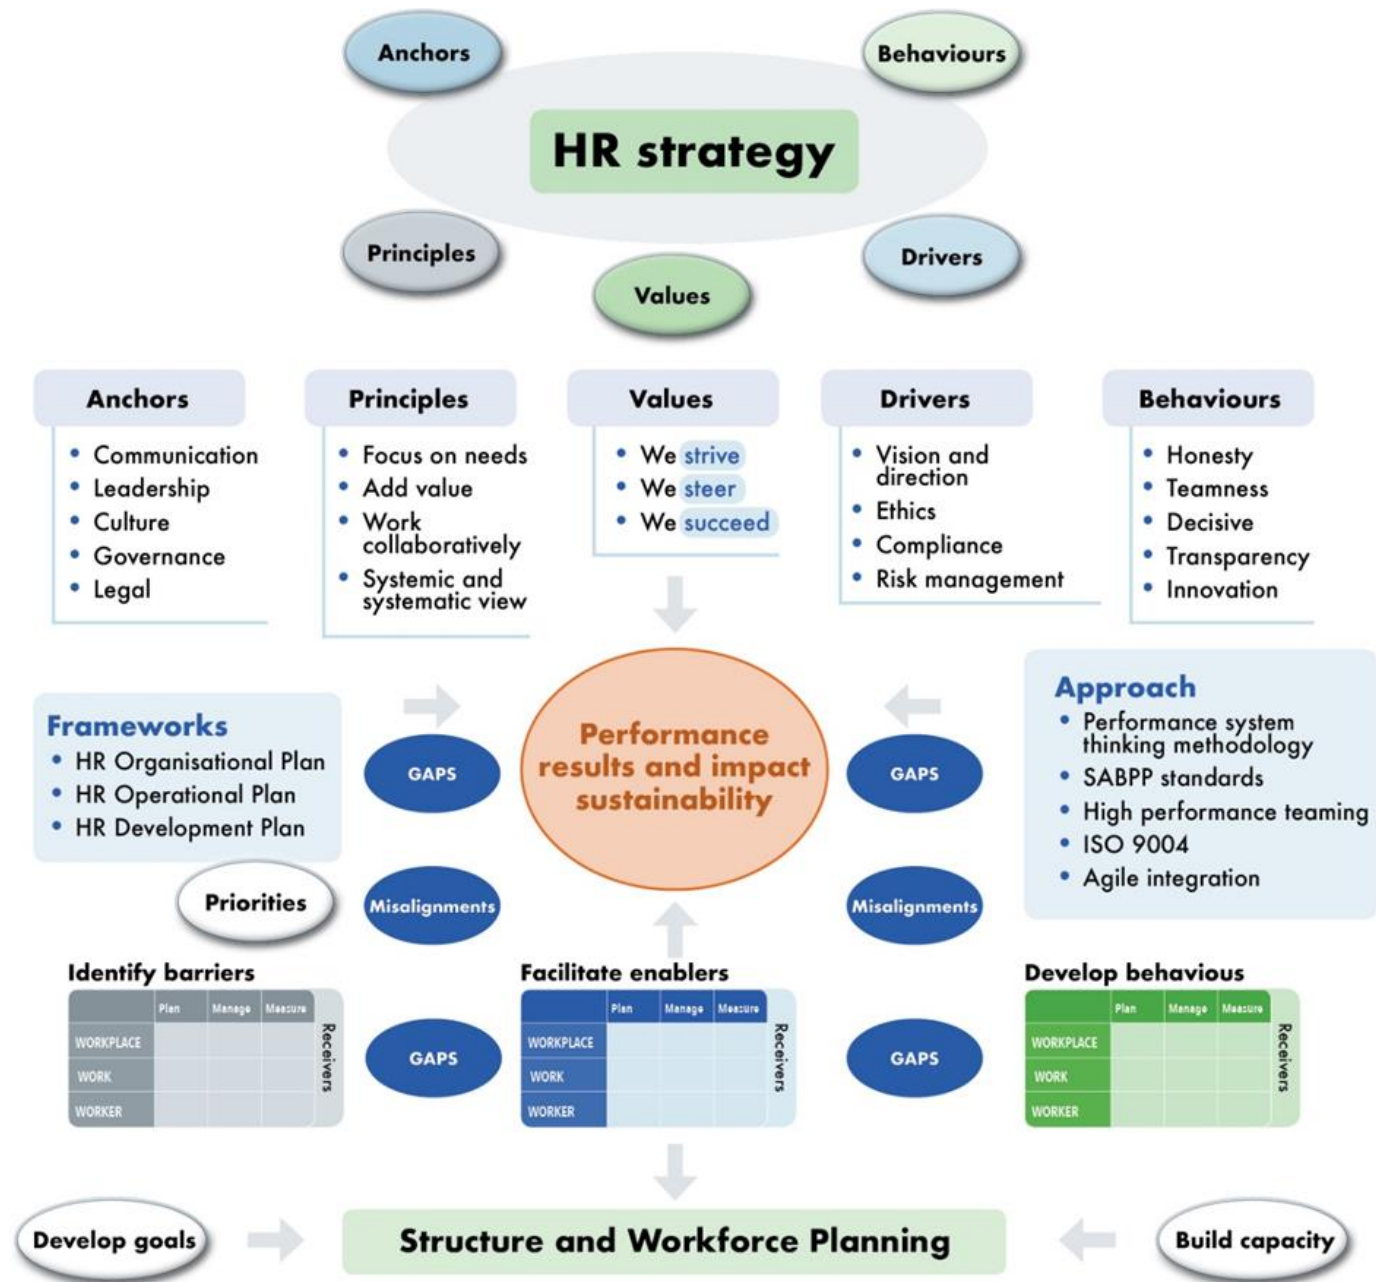 Anchors
Behaviours
HR strategy
Principles
Drivers
Values
Anchors
• Communication
• Leadership
• Culture
• Governance
• Legal
Principles
• Focus on needs
• Add value
• Work
collaboratively
• Systemic and
systematic view
Values
• We strive
• We steer
• We succeed
Drivers
• Vision and
direction
• Ethics
• Compliance
• Risk management
Behaviours
• Honesty
• Teamness
• Decisive
• Transparency
• Innovation
Frameworks
• HR Organisational Plan
• HR Operational Plan
• HR Development Plan
Priorities
GAPS
Misalignments
GAPS
Performance
results and impact
sustainability
GAPS
Misalignments
GAPS
Approach
• Performance system
thinking methodology
• SABPP standards
• High performance teaming
• ISO 9004
• Agile integration
Identify barriers
Plan Manage Measure
WORKPLACE
WORK
WORKER
Receivers
Facilitate enablers
Plan Manage Measure
WORKPLACE
WORK
WORKER
Receivers
Develop behavious
Plan Manage Measure
WORKPLACE
WORK
WORKER
Receivers
Develop goals
Structure and Workforce Planning
Build capacity